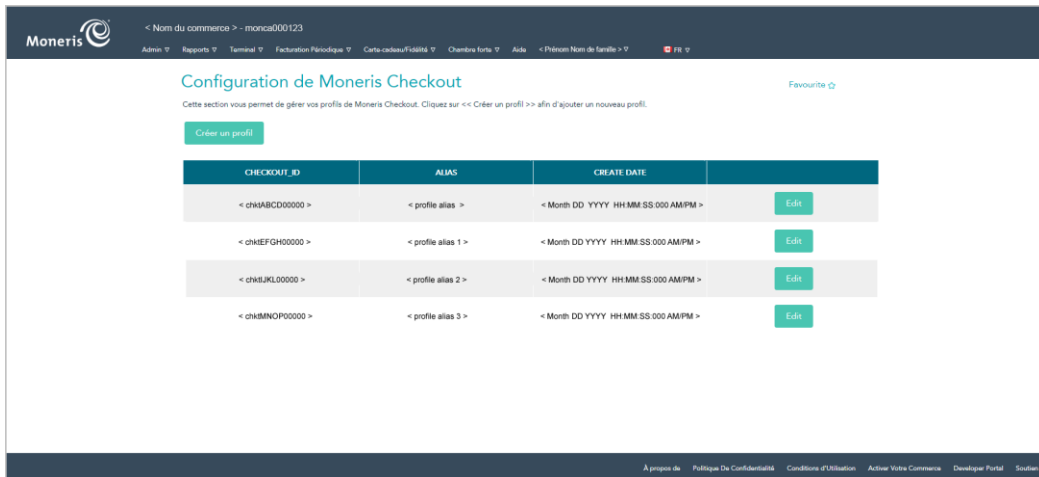 Moneris
< Nom du commerce > - monca000123
Admin ▽ Rapports ▽ Terminal ▽ Facturation Périodique ▽ Carte-cadeau/Fidélité ▽ Chambre forte ▽ Aide < Prénom Nom de famille > ▽ FR ▽
Configuration de Moneris Checkout
Favourite ☆
Cette section vous permet de gérer vos profils de Moneris Checkout. Cliquez sur << Créer un profil >> afin d'ajouter un nouveau profil.
Créer un profil
CHECKOUT_ID ALIAS CREATE DATE
< chktABCD00000 > < profile alias > < Month DD YYYY HH:MM:SS:000 AM/PM > Edit
< chktEFGH00000 > < profile alias 1 > < Month DD YYYY HH:MM:SS:000 AM/PM > Edit
< chktIJKL00000 > < profile alias 2 > < Month DD YYYY HH:MM:SS:000 AM/PM > Edit
< chktMNOP00000 > < profile alias 3 > < Month DD YYYY HH:MM:SS:000 AM/PM > Edit
À propos de Politique De Confidentialité Conditions d'Utilisation Activer Votre Commerce Developer Portal Soutien